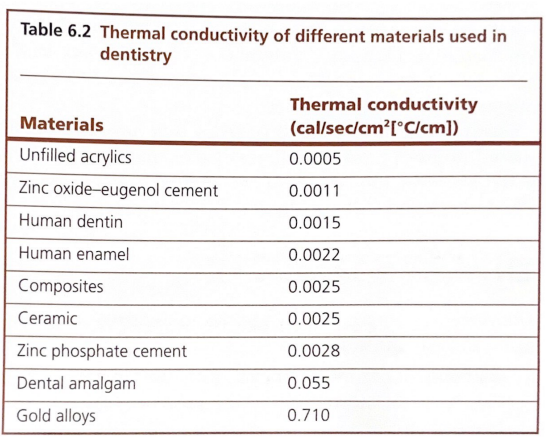 Table 6.2 Thermal conductivity of different materials used in
dentistry
Thermal conductivity
Materials (cal/sec/cm²[°C/cm])
Unfilled acrylics 0.0005
Zinc oxide–eugenol cement 0.0011
Human dentin 0.0015
Human enamel 0.0022
Composites 0.0025
Ceramic 0.0025
Zinc phosphate cement 0.0028
Dental amalgam 0.055
Gold alloys 0.710